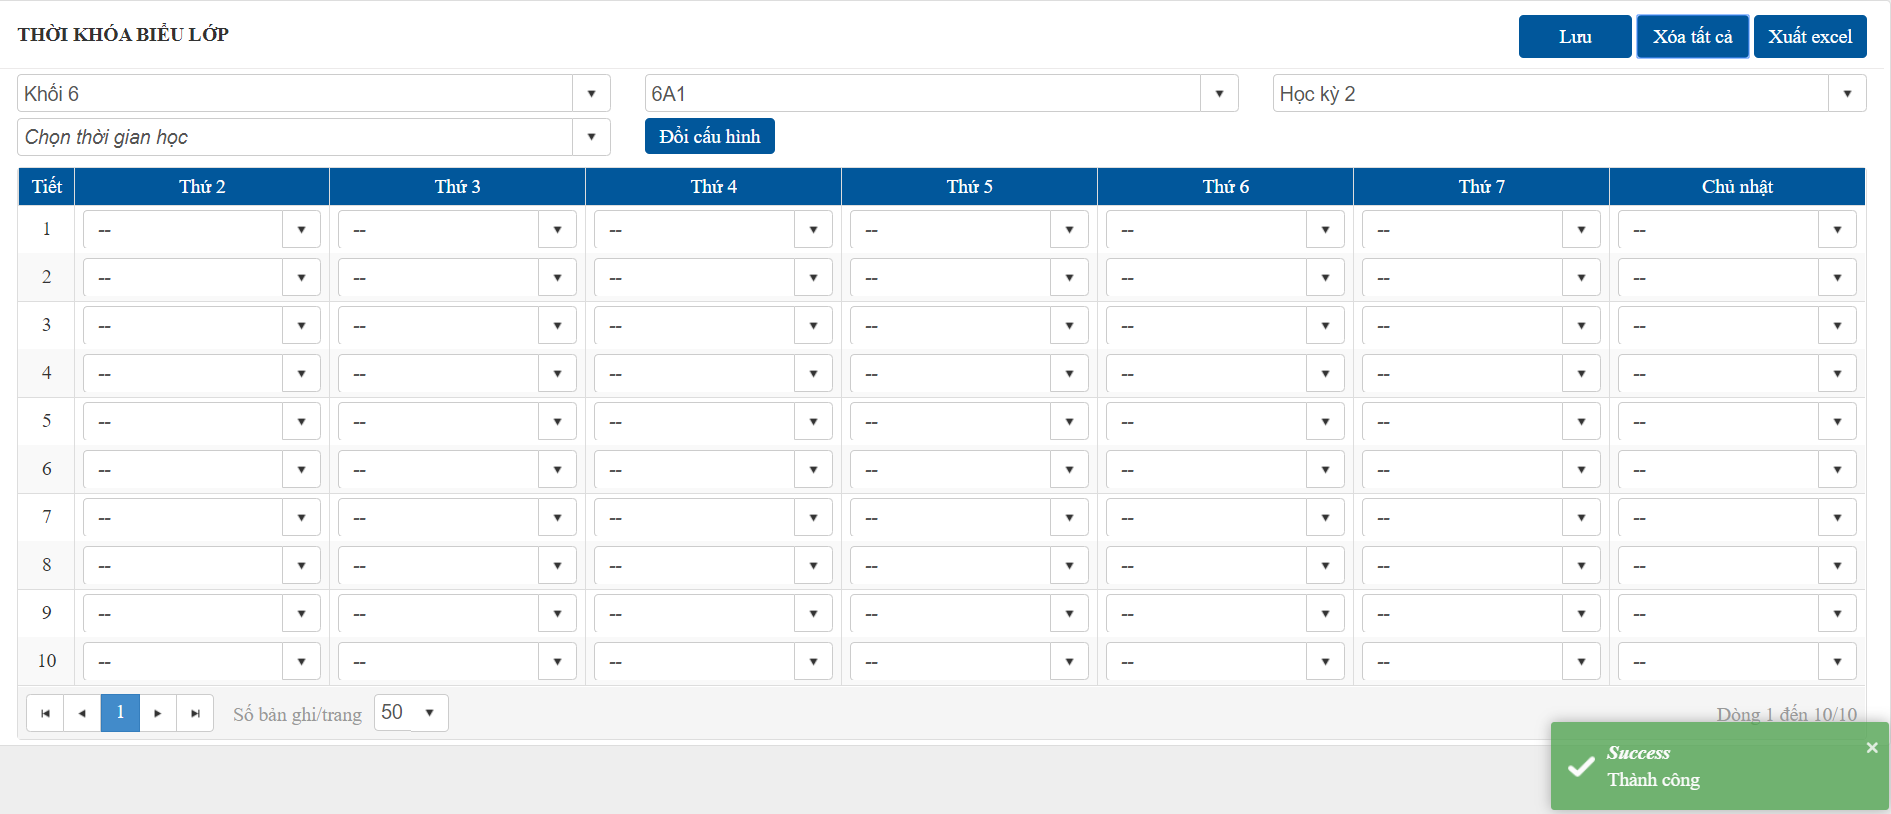 THỜI KHÓA BIỂU LỚP
Lưu Xóa tất cả Xuất excel
Khối 6 6A1 Học kỳ 2
Chọn thời gian học Đổi cấu hình
Tiết Thứ 2 Thứ 3 Thứ 4 Thứ 5 Thứ 6 Thứ 7 Chủ nhật
1 -- -- -- -- -- -- --
2 -- -- -- -- -- -- --
3 -- -- -- -- -- -- --
4 -- -- -- -- -- -- --
5 -- -- -- -- -- -- --
6 -- -- -- -- -- -- --
7 -- -- -- -- -- -- --
8 -- -- -- -- -- -- --
9 -- -- -- -- -- -- --
10 -- -- -- -- -- -- --
1 Số bản ghi/trang 50 Dòng 1 đến 10/10
Success
Thành công